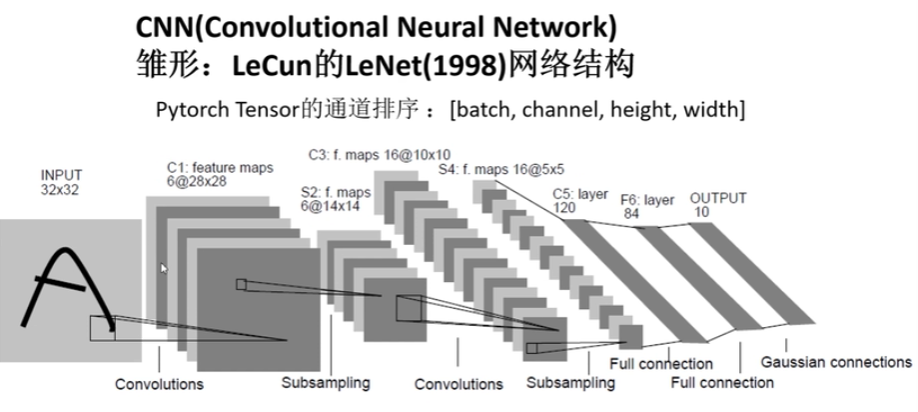 CNN(Convolutional Neural Network)
雏形：LeCun的LeNet(1998)网络结构
Pytorch Tensor的通道排序：[batch, channel, height, width]
INPUT
32x32
C1: feature maps
6@28x28
S2: f. maps
6@14x14
C3: f. maps 16@10x10
S4: f. maps 16@5x5
C5: layer
120
F6: layer
84
OUTPUT
10
A
Convolutions
Subsampling
Convolutions
Subsampling
Full connection
Full connection
Gaussian connections